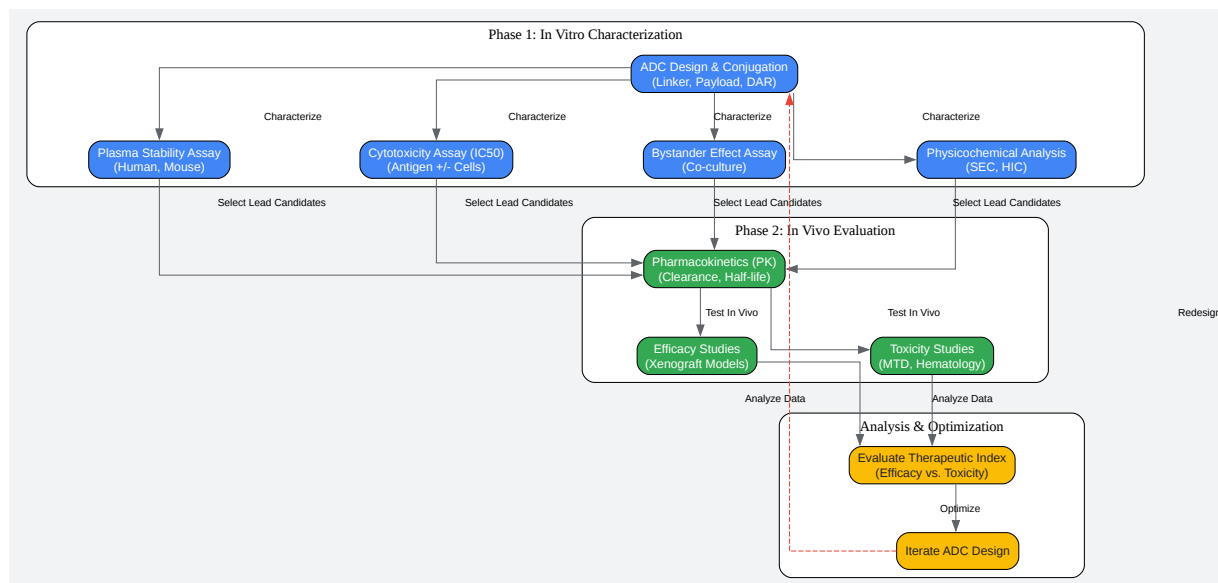 Phase 1: In Vitro Characterization
ADC Design & Conjugation
(Linker, Payload, DAR)
Characterize
Characterize
Characterize
Characterize
Plasma Stability Assay
(Human, Mouse)
Cytotoxicity Assay (IC50)
(Antigen +/- Cells)
Bystander Effect Assay
(Co-culture)
Physicochemical Analysis
(SEC, HIC)
Select Lead Candidates
Select Lead Candidates
Select Lead Candidates
Select Lead Candidates
Phase 2: In Vivo Evaluation
Pharmacokinetics (PK)
(Clearance, Half-life)
Test In Vivo
Test In Vivo
Redesign
Efficacy Studies
(Xenograft Models)
Toxicity Studies
(MTD, Hematology)
Analyze Data
Analyze Data
Analysis & Optimization
Evaluate Therapeutic Index
(Efficacy vs. Toxicity)
Optimize
Iterate ADC Design